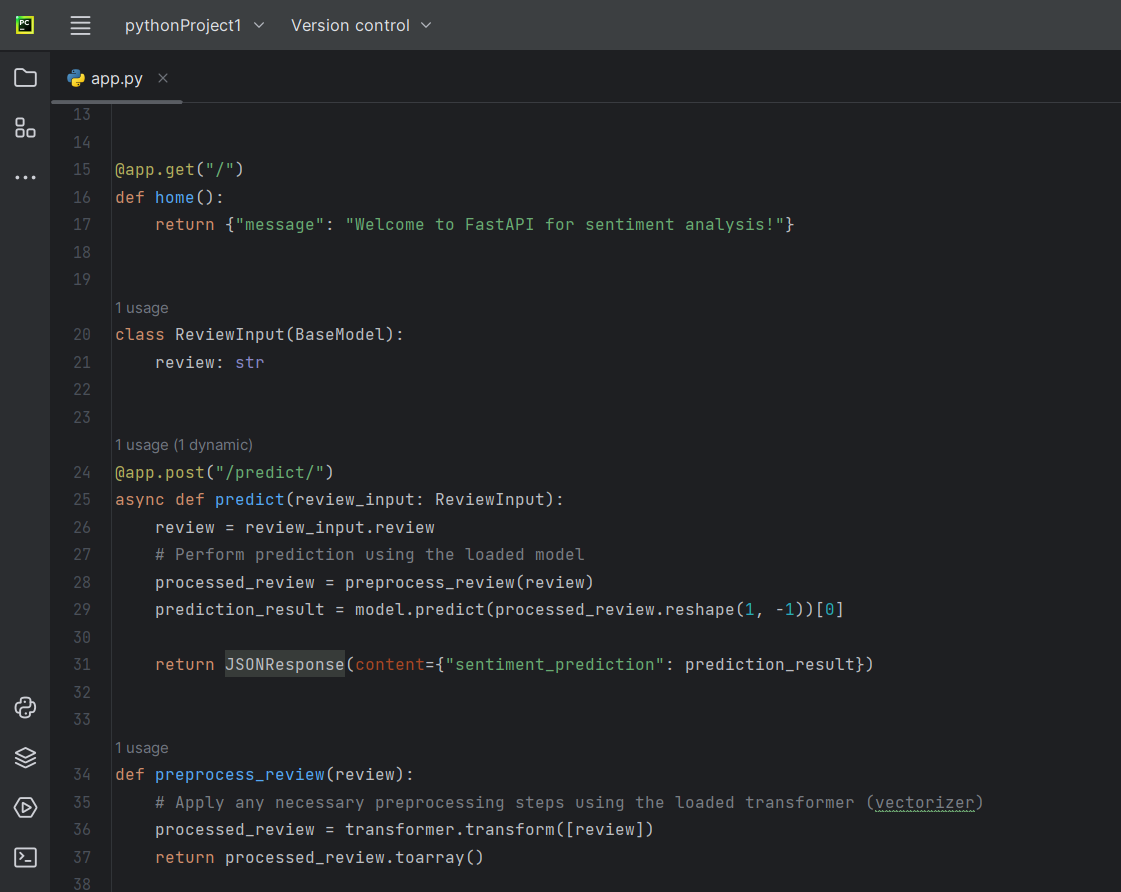 PC
pythonProject1
Version control
app.py
13
14
15 @app.get("/")
16 def home():
17     return {"message": "Welcome to FastAPI for sentiment analysis!"}
18
19
1 usage
20 class ReviewInput(BaseModel):
21     review: str
22
23
1 usage (1 dynamic)
24 @app.post("/predict/")
25 async def predict(review_input: ReviewInput):
26     review = review_input.review
27     # Perform prediction using the loaded model
28     processed_review = preprocess_review(review)
29     prediction_result = model.predict(processed_review.reshape(1, -1))[0]
30
31     return JSONResponse(content={"sentiment_prediction": prediction_result})
32
33
1 usage
34 def preprocess_review(review):
35     # Apply any necessary preprocessing steps using the loaded transformer (vectorizer)
36     processed_review = transformer.transform([review])
37     return processed_review.toarray()
38